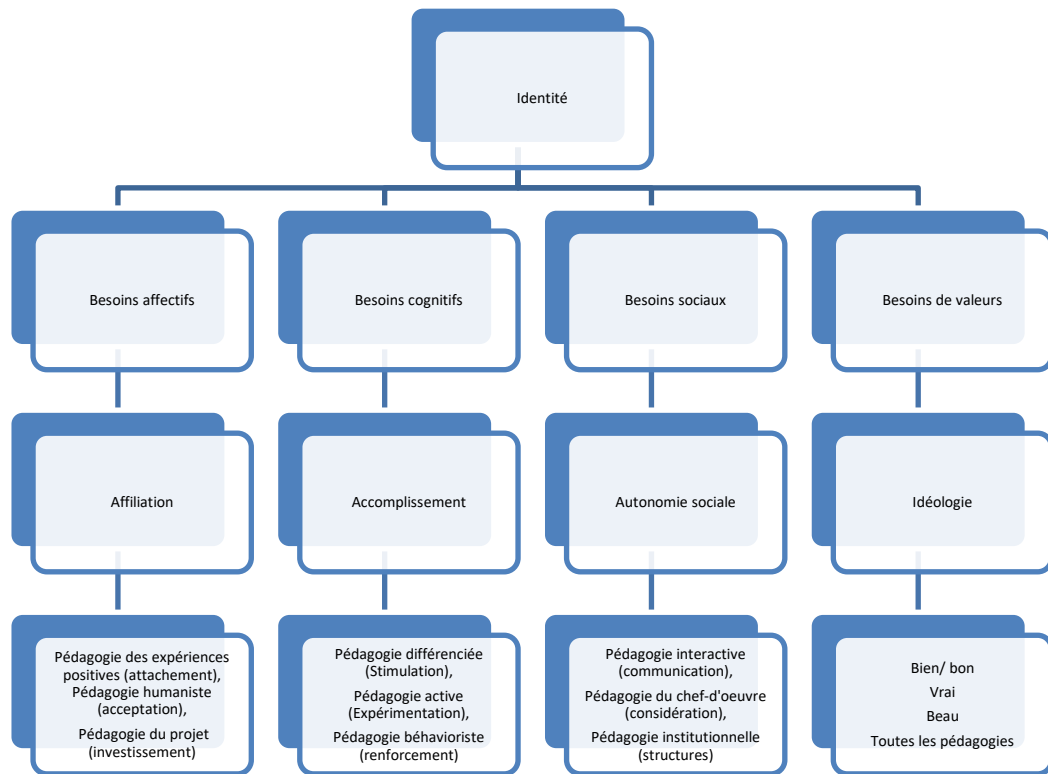 Identité
Besoins affectifs
Besoins cognitifs
Besoins sociaux
Besoins de valeurs
Affiliation
Accomplissement
Autonomie sociale
Idéologie
Pédagogie des expériences
positives (attachement),
Pédagogie humaniste
(acceptation),
Pédagogie du projet
(investissement)
Pédagogie différenciée
(Stimulation),
Pédagogie active
(Expérimentation),
Pédagogie béhavioriste
(renforcement)
Pédagogie interactive
(communication),
Pédagogie du chef-d'oeuvre
(considération),
Pédagogie institutionnelle
(structures)
Bien/ bon
Vrai
Beau
Toutes les pédagogies